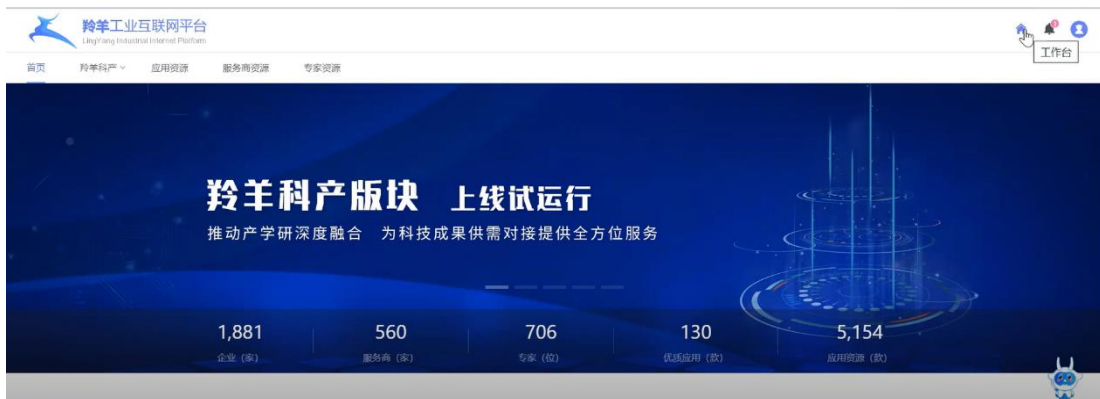 羚羊工业互联网平台
LingYang Industrial Internet Platform
1
工作台
首页 羚羊科产 应用资源 服务商资源 专家资源
羚羊科产版块 上线试运行
推动产学研深度融合 为科技成果供需对接提供全方位服务
1,881 560 706 130 5,154
企业（家） 服务商（家） 专家（位） 优质应用（款） 应用资源（款）